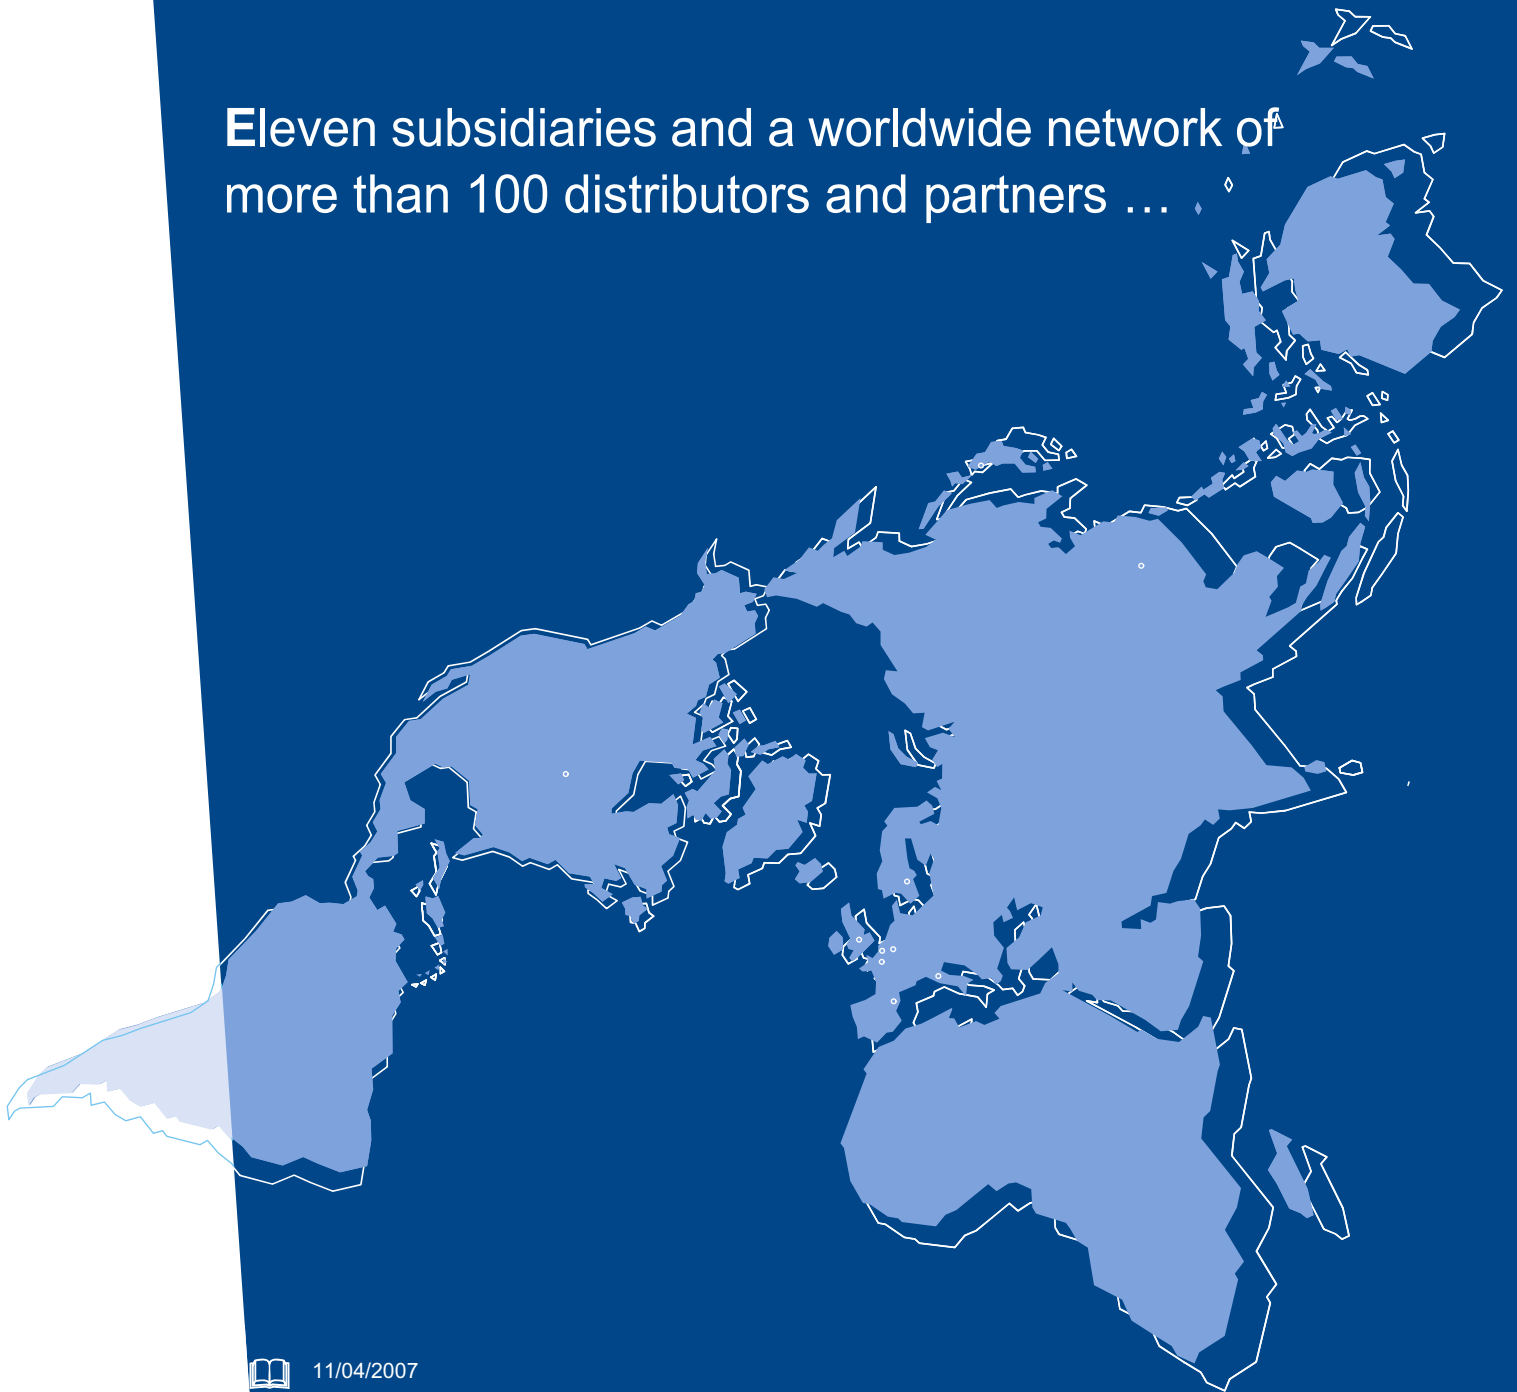 Eleven subsidiaries and a worldwide network of
more than 100 distributors and partners …
11/04/2007